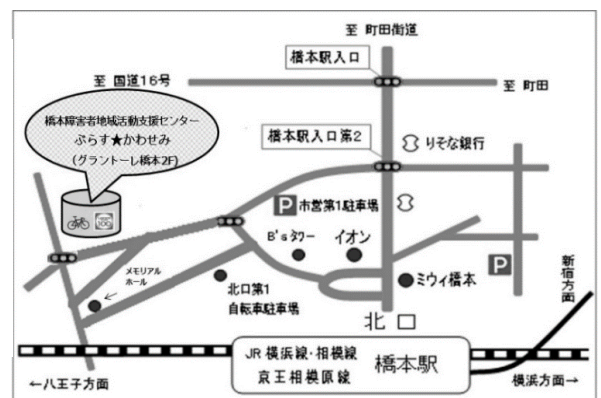 至 町田街道
橋本駅入口
至 国道16号
至 町田
橋本障害者地域活動支援センター
ぷらす★かわせみ
(グラントーレ橋本2F)
橋本駅入口第2
りそな銀行
P 市営第1駐車場
B'sタワー
イオン
P
新宿方面
メモリアル
ホール
北口第1
自転車駐車場
ミウィ橋本
北口
JR 横浜線・相模線
京王相模原線
橋本駅
←八王子方面
横浜方面→